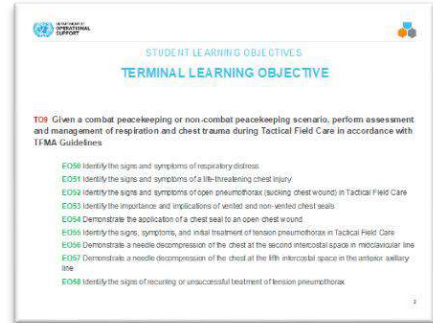 DEPARTMENT OF
OPERATIONAL
SUPPORT
STUDENT LEARNING OBJECTIVES
TERMINAL LEARNING OBJECTIVE
TO9 Given a combat peacekeeping or non-combat peacekeeping scenario, perform assessment
and management of respiration and chest trauma during Tactical Field Care in accordance with
TFMA Guidelines
EO50 Identify the signs and symptoms of respiratory distress
EO51 Identify the signs and symptoms of a life-threatening chest injury
EO52 Identify the signs and symptoms of open pneumothorax (sucking chest wound) in Tactical Field Care
EO53 Identify the importance and implications of vented and non-vented chest seals
EO54 Demonstrate the application of a chest seal to an open chest wound
EO55 Identify the signs, symptoms, and initial treatment of tension pneumothorax in Tactical Field Care
EO56 Demonstrate a needle decompression of the chest at the second intercostal space in midclavicular line
EO57 Demonstrate a needle decompression of the chest at the fifth intercostal space in the anterior axillary
line
EO58 Identify the signs of recurring or unsuccessful treatment of tension pneumothorax
2